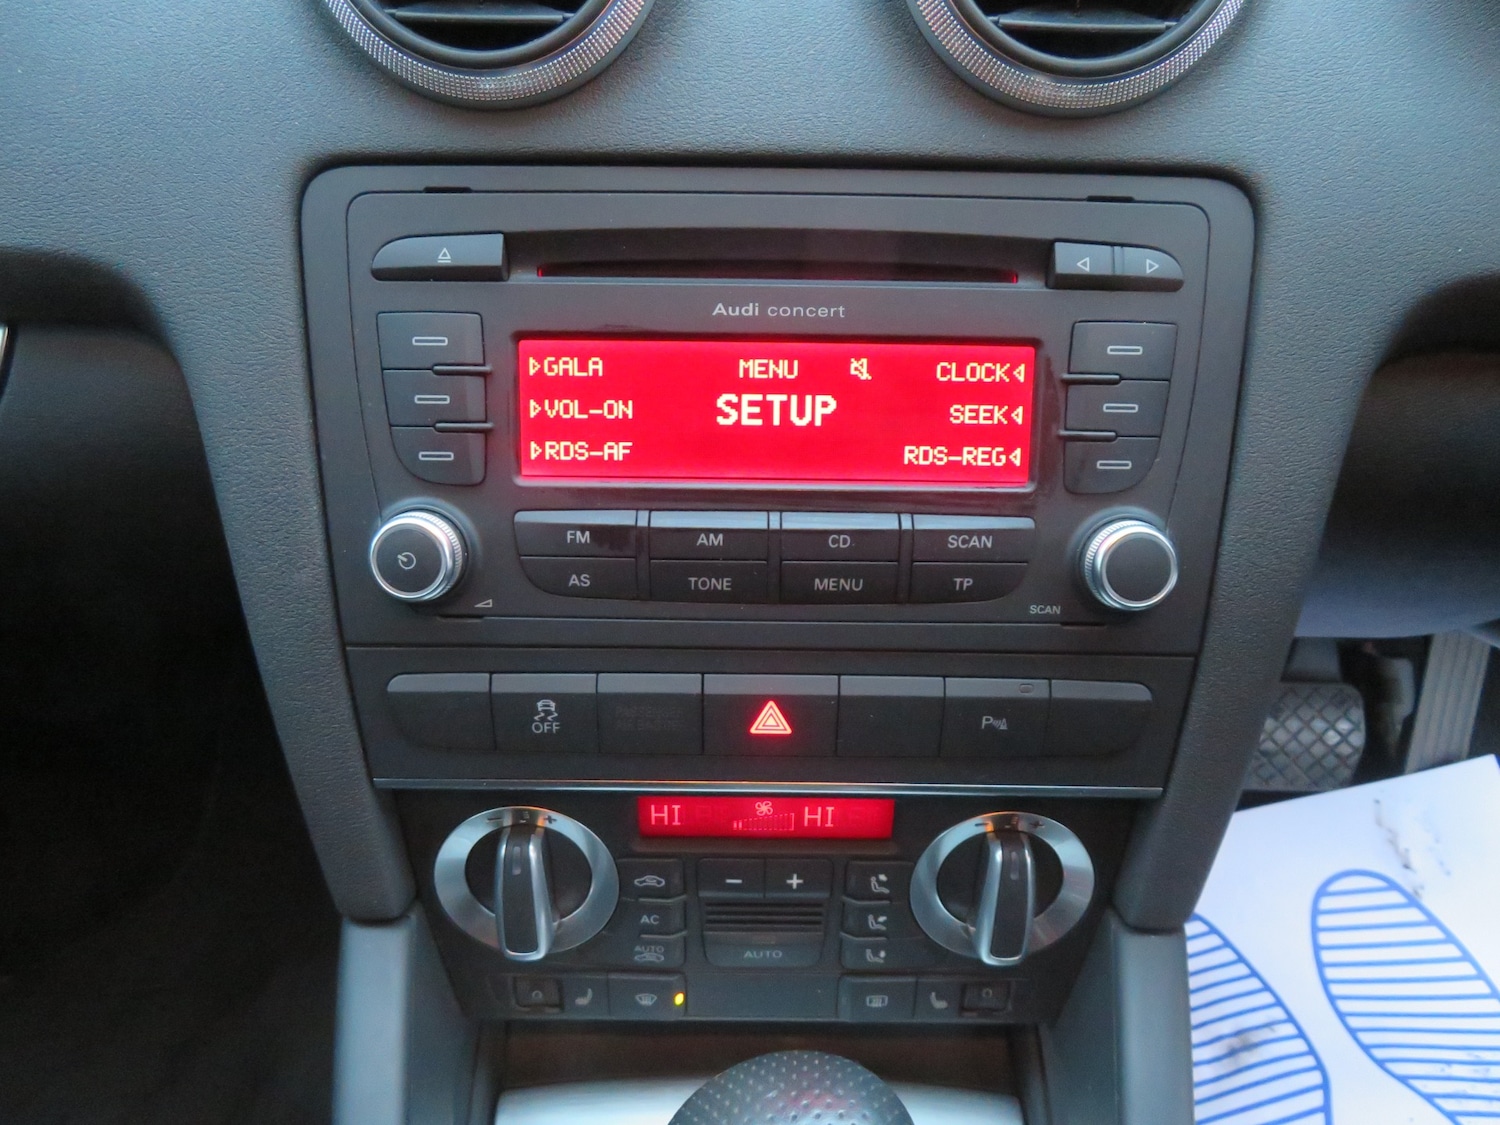 Audi concert
GALA MENU CLOCK
VOL-ON SETUP SEEK
RDS-AF RDS-REG
FM AM CD SCAN
AS TONE MENU TP
SCAN
OFF P
HI HI
- + - +
- +
AC
AUTO AUTO